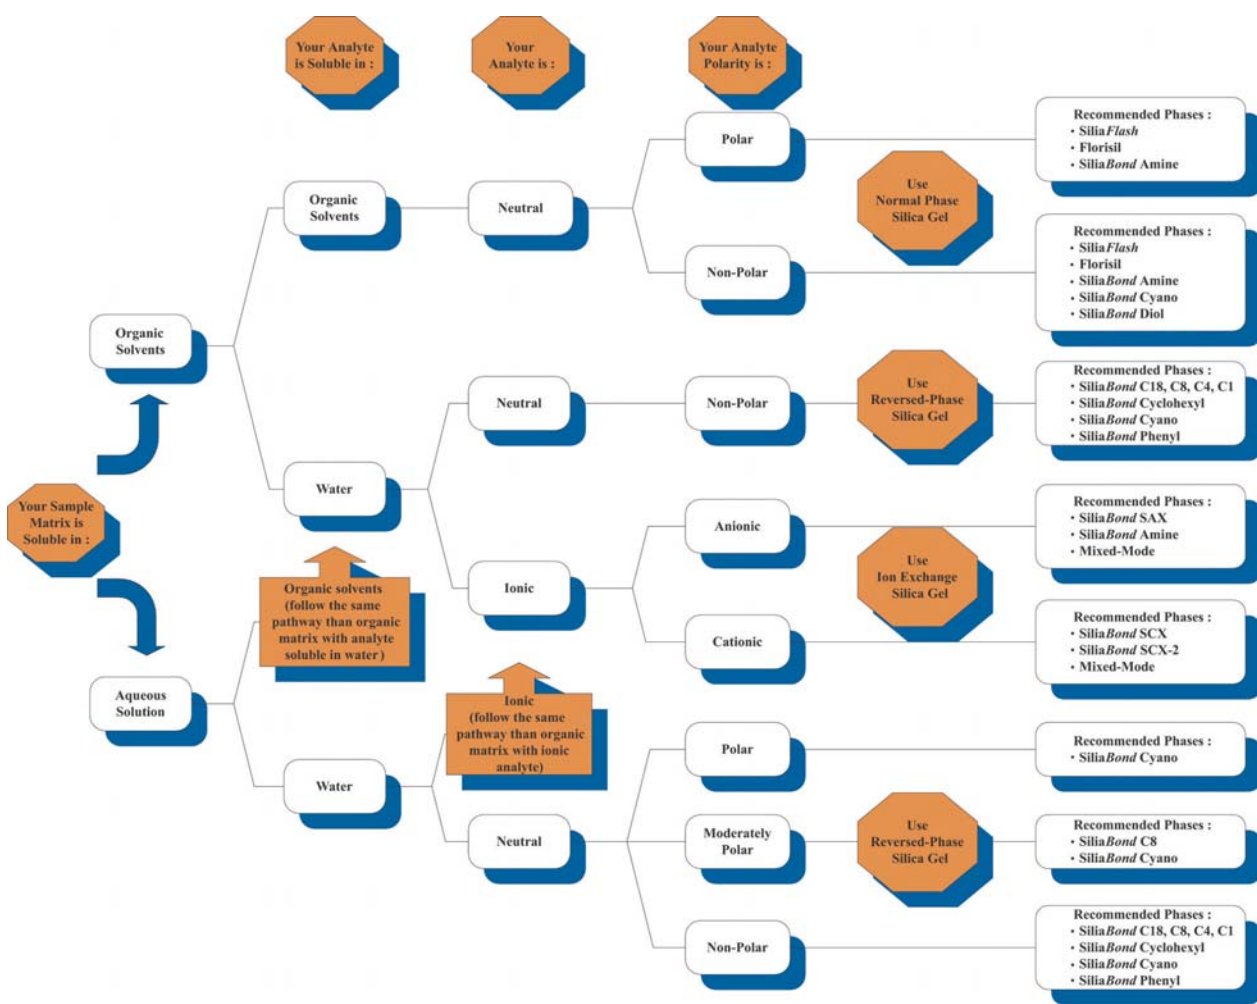 Your Analyte
is Soluble in :
Your
Analyte is :
Your Analyte
Polarity is :
Polar
Recommended Phases :
• SiliaFlash
• Florisil
• SiliaBond Amine
Organic
Solvents
Neutral
Use
Normal Phase
Silica Gel
Non-Polar
Recommended Phases :
• SiliaFlash
• Florisil
• SiliaBond Amine
• SiliaBond Cyano
• SiliaBond Diol
Organic
Solvents
Neutral
Non-Polar
Use
Reversed-Phase
Silica Gel
Recommended Phases :
• SiliaBond C18, C8, C4, C1
• SiliaBond Cyclohexyl
• SiliaBond Cyano
• SiliaBond Phenyl
Your Sample
Matrix is
Soluble in :
Water
Anionic
Recommended Phases :
• SiliaBond SAX
• SiliaBond Amine
• Mixed-Mode
Organic solvents
(follow the same
pathway than organic
matrix with analyte
soluble in water)
Ionic
Use
Ion Exchange
Silica Gel
Cationic
Recommended Phases :
• SiliaBond SCX
• SiliaBond SCX-2
• Mixed-Mode
Aqueous
Solution
Ionic
(follow the same
pathway than organic
matrix with ionic
analyte)
Polar
Recommended Phases :
• SiliaBond Cyano
Water
Neutral
Moderately
Polar
Use
Reversed-Phase
Silica Gel
Recommended Phases :
• SiliaBond C8
• SiliaBond Cyano
Non-Polar
Recommended Phases :
• SiliaBond C18, C8, C4, C1
• SiliaBond Cyclohexyl
• SiliaBond Cyano
• SiliaBond Phenyl